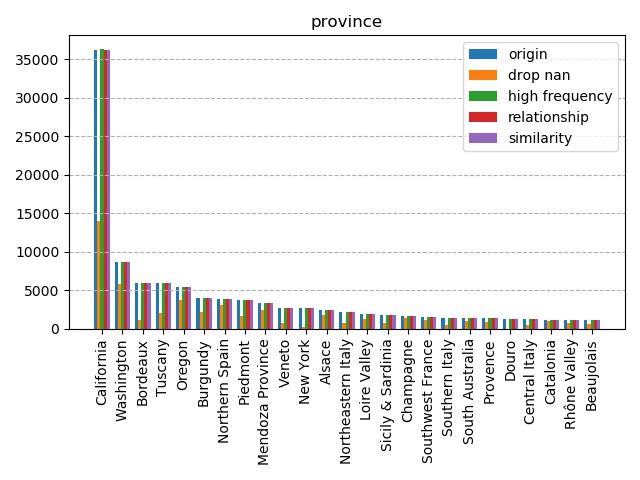 province
35000
30000
25000
20000
15000
10000
5000
0
origin
drop nan
high frequency
relationship
similarity
California
Washington
Bordeaux
Tuscany
Oregon
Burgundy
Northern Spain
Piedmont
Mendoza Province
Veneto
New York
Alsace
Northeastern Italy
Loire Valley
Sicily & Sardinia
Champagne
Southwest France
Southern Italy
South Australia
Provence
Douro
Central Italy
Catalonia
Rhône Valley
Beaujolais